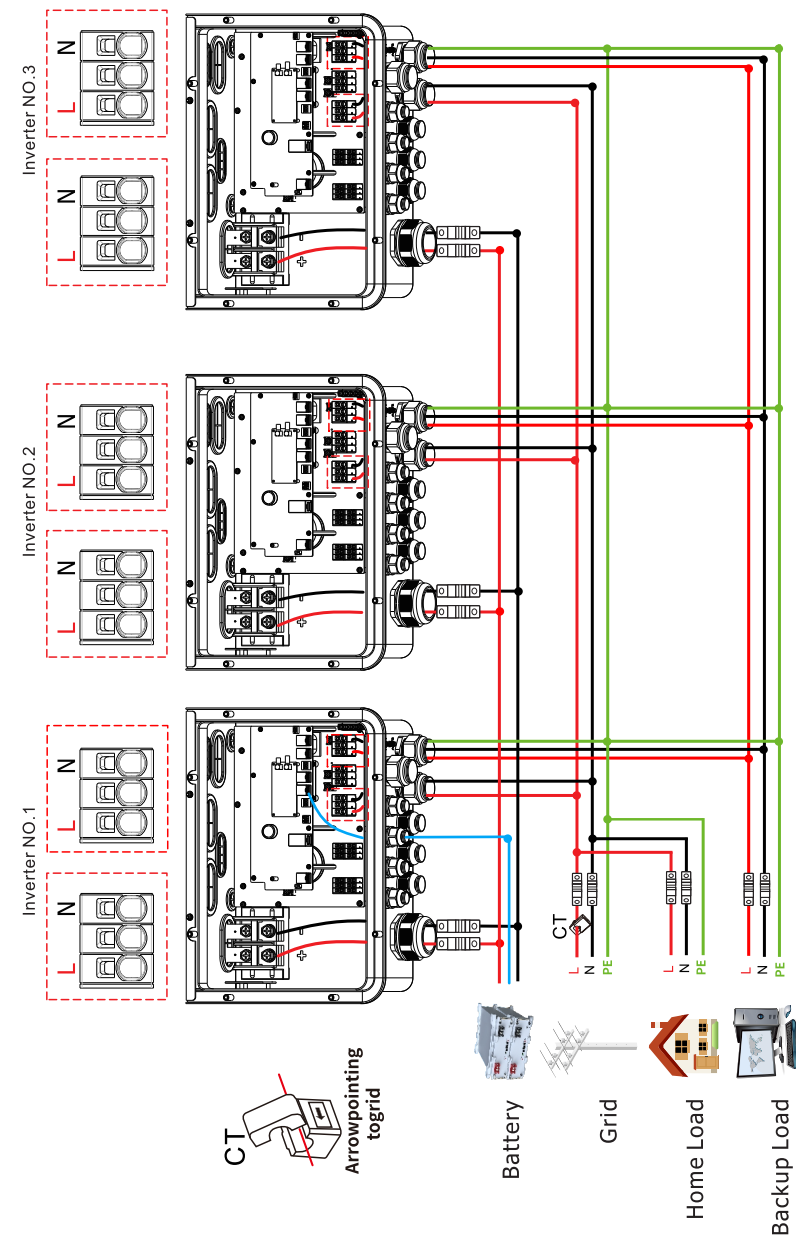 Inverter NO.1
L
N
L
N
Inverter NO.2
L
N
L
N
Inverter NO.3
L
N
L
N
+
-
+
-
+
-
CT
Arrowpointing
togrid
CT
Battery
Grid
L
N
PE
Home Load
L
N
PE
Backup Load
L
N
PE